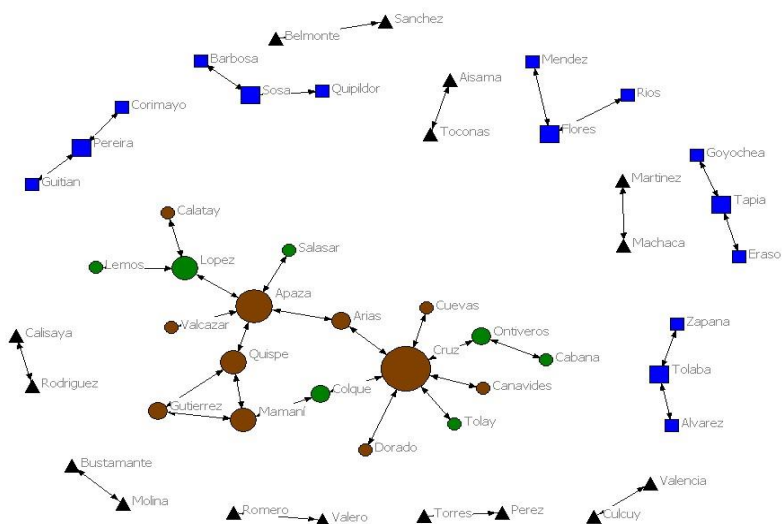 Sanchez
Belmonte
Barbosa
Sosa
Quipildor
Mendez
Aisama
Rios
Toconas
Flores
Corimayo
Pereira
Guitian
Goyochea
Martinez
Tapia
Machaca
Eraso
Calatay
Salasar
Lemos
Lopez
Apaza
Cuevas
Arias
Valcazar
Ontiveros
Zapana
Calisaya
Cruz
Quispe
Cabana
Tolaba
Rodriguez
Colque
Canavides
Gutierrez
Mamaní
Tolay
Alvarez
Dorado
Bustamante
Molina
Valencia
Romero
Valero
Torres
Perez
Culcuy